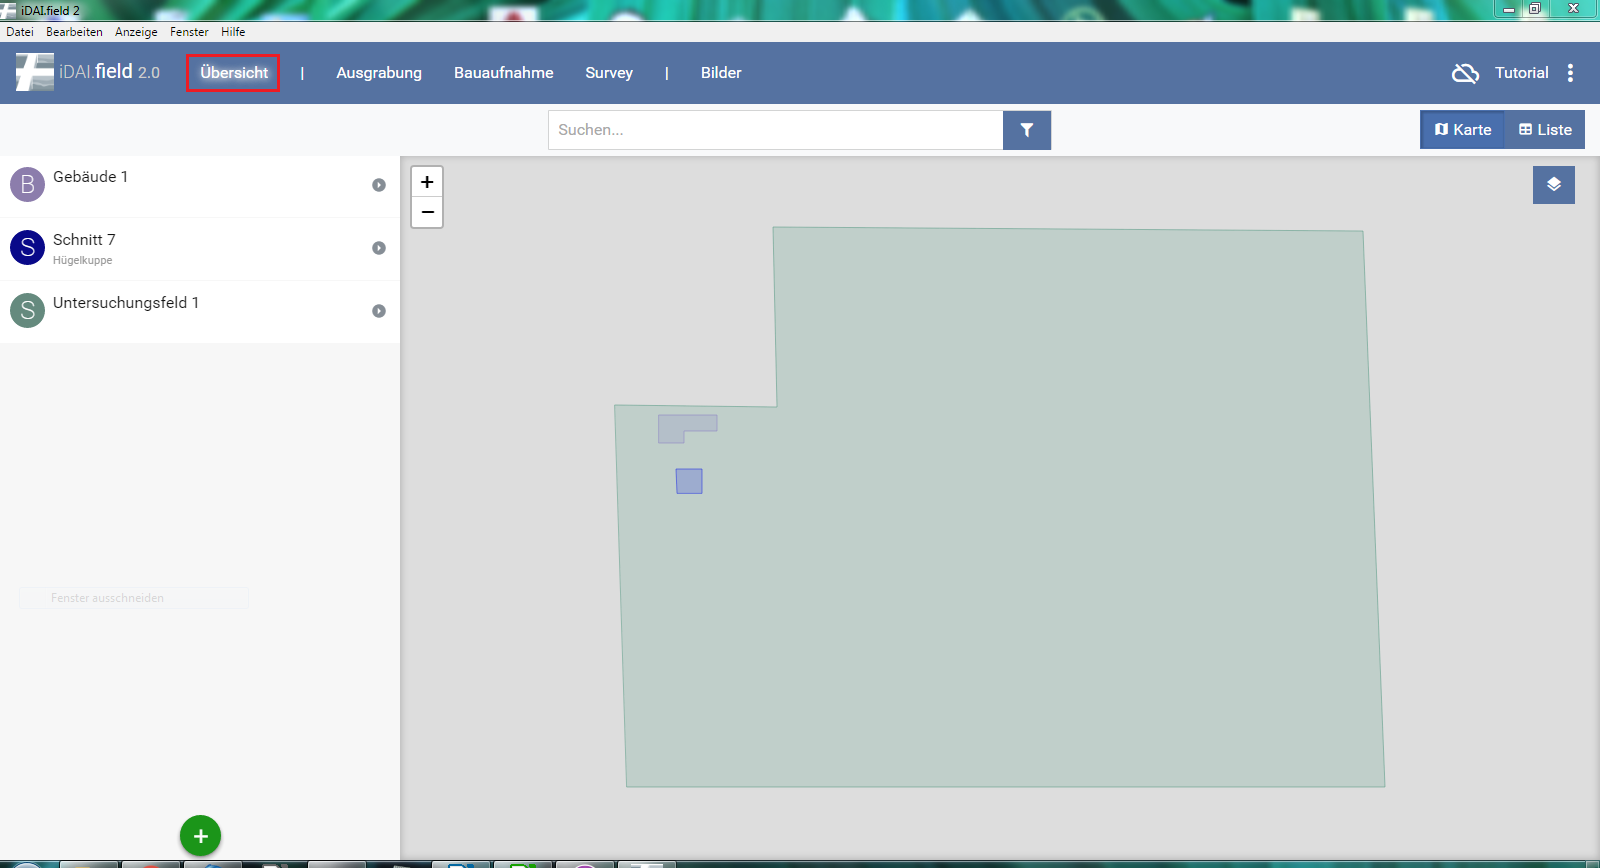 iDAI.field 2
Datei Bearbeiten Anzeige Fenster Hilfe
iDAI.field 2.0 Übersicht | Ausgrabung Bauaufnahme Survey | Bilder Tutorial
Suchen... Karte Liste
B Gebäude 1
S Schnitt 7
Hügelkuppe
S Untersuchungsfeld 1
+
−
Fenster ausschneiden
+